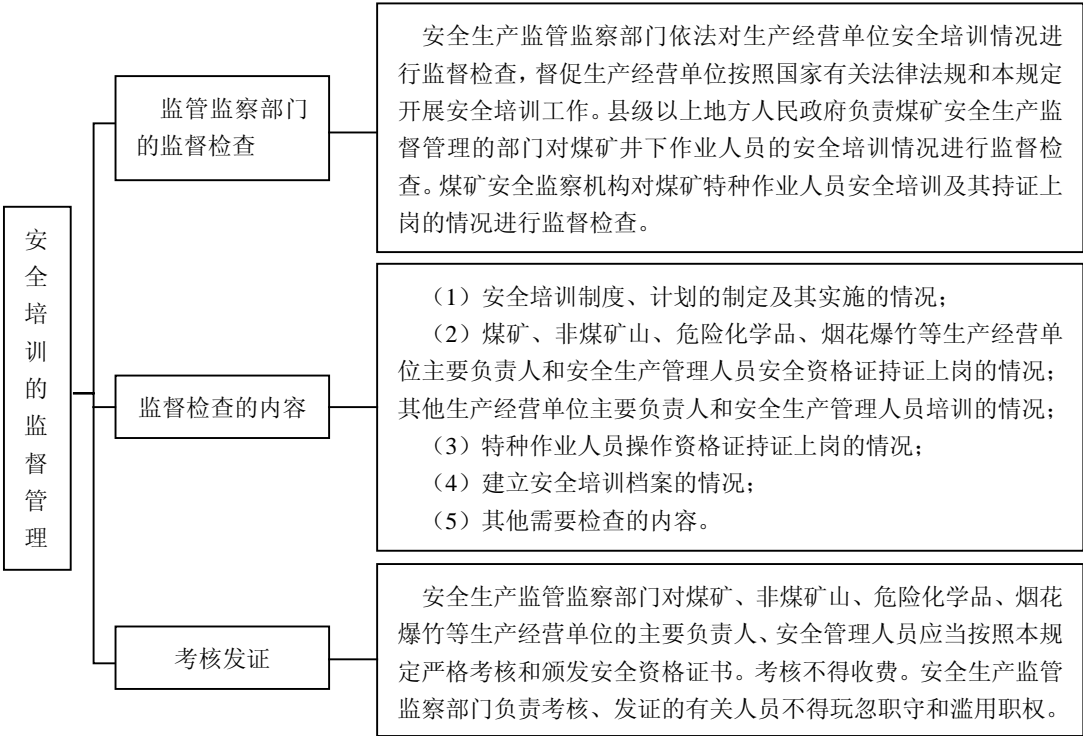 安全培训的监督管理
监管监察部门
的监督检查
安全生产监管监察部门依法对生产经营单位安全培训情况进
行监督检查，督促生产经营单位按照国家有关法律法规和本规定
开展安全培训工作。县级以上地方人民政府负责煤矿安全生产监
督管理的部门对煤矿井下作业人员的安全培训情况进行监督检
查。煤矿安全监察机构对煤矿特种作业人员安全培训及其持证上
岗的情况进行监督检查。
监督检查的内容
（1）安全培训制度、计划的制定及其实施的情况；
（2）煤矿、非煤矿山、危险化学品、烟花爆竹等生产经营单
位主要负责人和安全生产管理人员安全资格证持证上岗的情况；
其他生产经营单位主要负责人和安全生产管理人员培训的情况；
（3）特种作业人员操作资格证持证上岗的情况；
（4）建立安全培训档案的情况；
（5）其他需要检查的内容。
考核发证
安全生产监管监察部门对煤矿、非煤矿山、危险化学品、烟花
爆竹等生产经营单位的主要负责人、安全管理人员应当按照本规
定严格考核和颁发安全资格证书。考核不得收费。安全生产监管
监察部门负责考核、发证的有关人员不得玩忽职守和滥用职权。